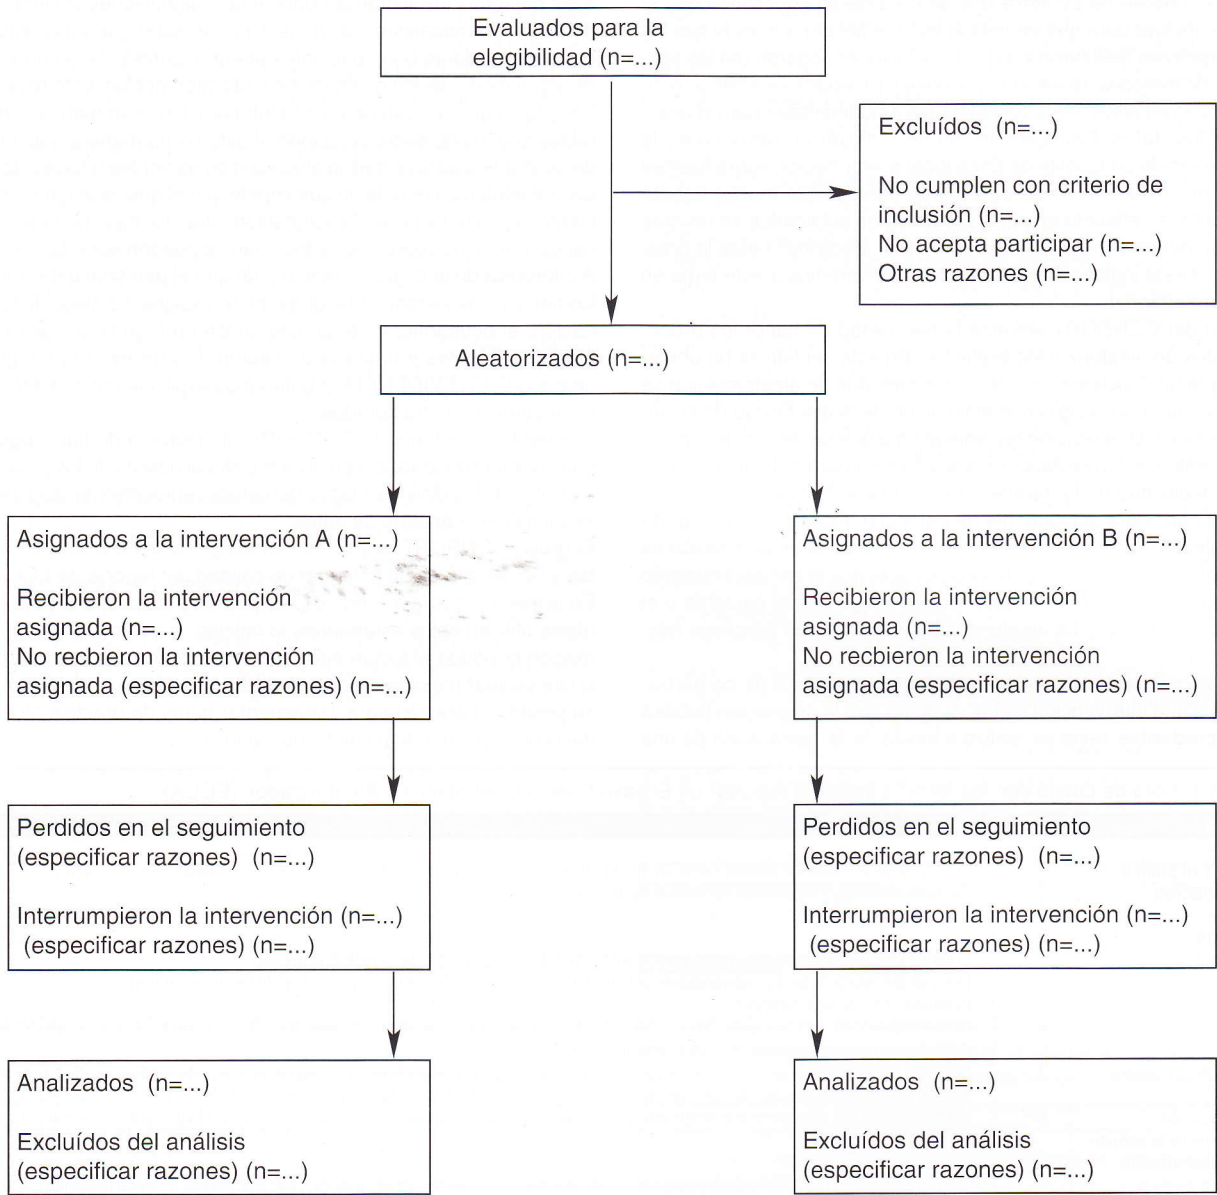 Evaluados para la
elegibilidad (n=...)
Excluídos (n=...)
No cumplen con criterio de
inclusión (n=...)
No acepta participar (n=...)
Otras razones (n=...)
Aleatorizados (n=...)
Asignados a la intervención A (n=...)
Recibieron la intervención
asignada (n=...)
No recbieron la intervención
asignada (especificar razones) (n=...)
Asignados a la intervención B (n=...)
Recibieron la intervención
asignada (n=...)
No recbieron la intervención
asignada (especificar razones) (n=...)
Perdidos en el seguimiento
(especificar razones) (n=...)
Interrumpieron la intervención (n=...)
(especificar razones) (n=...)
Perdidos en el seguimiento
(especificar razones) (n=...)
Interrumpieron la intervención (n=...)
(especificar razones) (n=...)
Analizados (n=...)
Excluídos del análisis
(especificar razones) (n=...)
Analizados (n=...)
Excluídos del análisis
(especificar razones) (n=...)